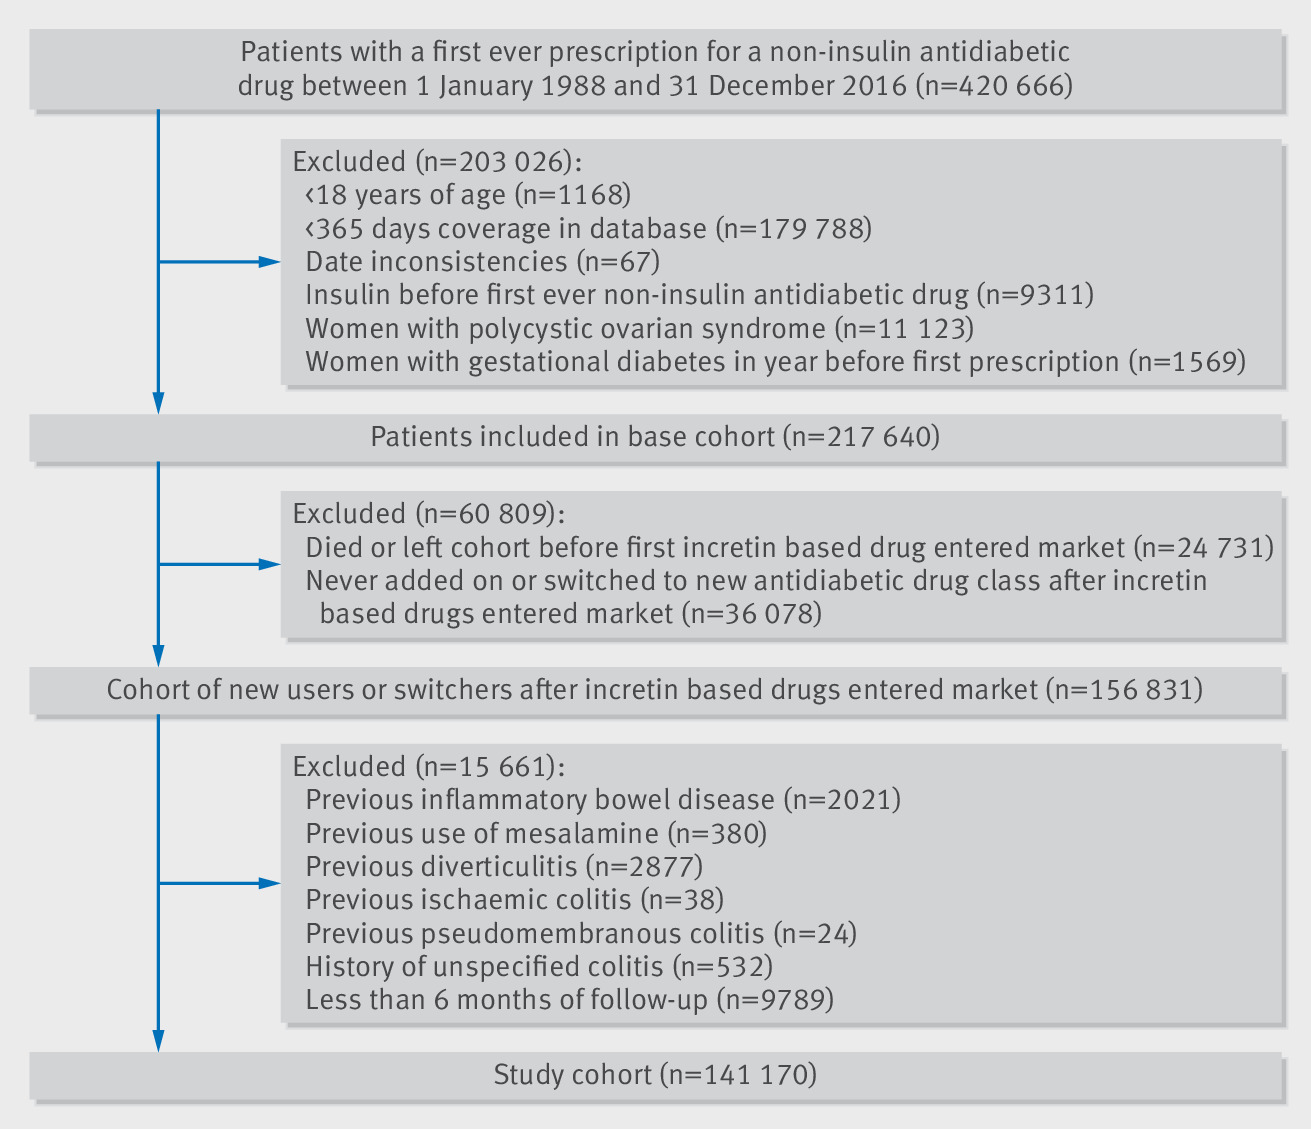 Patients with a first ever prescription for a non-insulin antidiabetic
drug between 1 January 1988 and 31 December 2016 (n=420 666)
Excluded (n=203 026):
<18 years of age (n=1168)
<365 days coverage in database (n=179 788)
Date inconsistencies (n=67)
Insulin before first ever non-insulin antidiabetic drug (n=9311)
Women with polycystic ovarian syndrome (n=11 123)
Women with gestational diabetes in year before first prescription (n=1569)
Patients included in base cohort (n=217 640)
Excluded (n=60 809):
Died or left cohort before first incretin based drug entered market (n=24 731)
Never added on or switched to new antidiabetic drug class after incretin
based drugs entered market (n=36 078)
Cohort of new users or switchers after incretin based drugs entered market (n=156 831)
Excluded (n=15 661):
Previous inflammatory bowel disease (n=2021)
Previous use of mesalamine (n=380)
Previous diverticulitis (n=2877)
Previous ischaemic colitis (n=38)
Previous pseudomembranous colitis (n=24)
History of unspecified colitis (n=532)
Less than 6 months of follow-up (n=9789)
Study cohort (n=141 170)